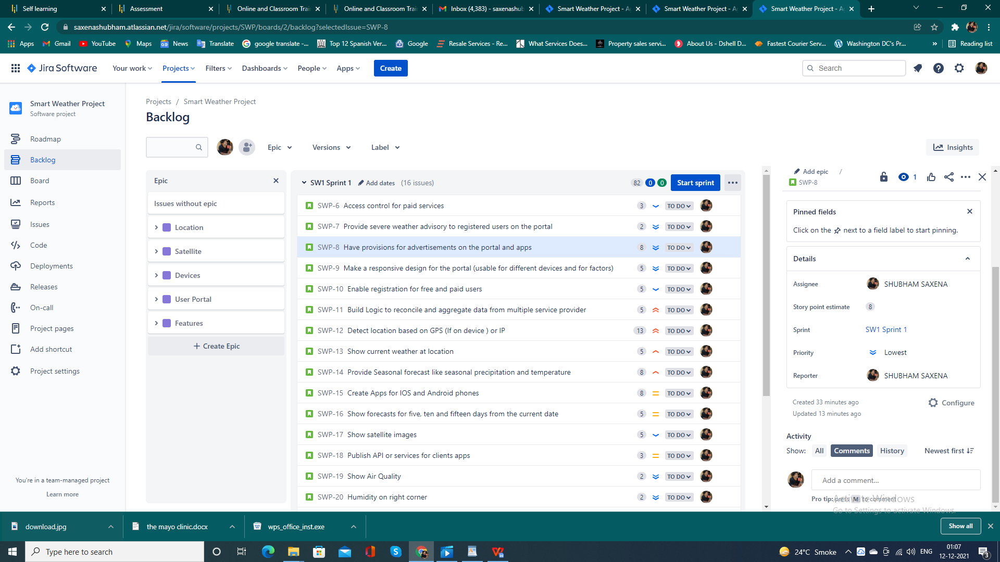 Self learning
Assessment
Online and Classroom Trai
Online and Classroom Trai
Inbox (4,383) - saxenashub
Smart Weather Project - A
Smart Weather Project - A
Smart Weather Project - A
saxenashubham.atlassian.net/jira/software/projects/SWP/boards/2/backlog?selectedIssue=SWP-8
Apps
Gmail
YouTube
Maps
News
Translate
google translate -...
Top 12 Spanish Ver...
Google
Resale Services - Re...
What Services Does...
Property sales servi...
About Us - Dshell D...
Fastest Courier Serv...
Washington DC's Pr...
»
Reading list
Jira Software
Your work
Projects
Filters
Dashboards
People
Apps
Create
Search
Smart Weather Project
Software project
Roadmap
Backlog
Board
Reports
Issues
Code
Deployments
Releases
On-call
Project pages
Add shortcut
Project settings
You're in a team-managed project
Learn more
Projects / Smart Weather Project
Backlog
Epic
Versions
Label
Insights
Epic
Issues without epic
Location
Satellite
Devices
User Portal
Features
+ Create Epic
SW1 Sprint 1 Add dates (16 issues) 82 0 0 Start sprint
SWP-6 Access control for paid services 3 TO DO
SWP-7 Provide severe weather advisory to registered users on the portal 2 TO DO
SWP-8 Have provisions for advertisements on the portal and apps 8 TO DO
SWP-9 Make a responsive design for the portal (usable for different devices and for factors) 5 TO DO
SWP-10 Enable registration for free and paid users 5 TO DO
SWP-11 Build Logic to reconcile and aggregate data from multiple service provider 5 TO DO
SWP-12 Detect location based on GPS (If on device ) or IP 13 TO DO
SWP-13 Show current weather at location 5 TO DO
SWP-14 Provide Seasonal forecast like seasonal precipitation and temperature 8 TO DO
SWP-15 Create Apps for IOS and Android phones 8 TO DO
SWP-16 Show forecasts for five, ten and fifteen days from the current date 5 TO DO
SWP-17 Show satellite images 5 TO DO
SWP-18 Publish API or services for clients apps 3 TO DO
SWP-19 Show Air Quality 2 TO DO
SWP-20 Humidity on right corner 2 TO DO
Add epic /
SWP-8
1
Pinned fields
Click on the next to a field label to start pinning.
Details
Assignee SHUBHAM SAXENA
Story point estimate 8
Sprint SW1 Sprint 1
Priority Lowest
Reporter SHUBHAM SAXENA
Created 33 minutes ago
Configure
Updated 13 minutes ago
Activity
Show: All Comments History Newest first
Add a comment...
Pro tip: press M to comment
Activate Windows
Go to Settings to activate Windows.
download.jpg
the mayo clinic.docx
wps_office_inst.exe
Show all
Type here to search
24°C Smoke
ENG
01:07
12-12-2021
3